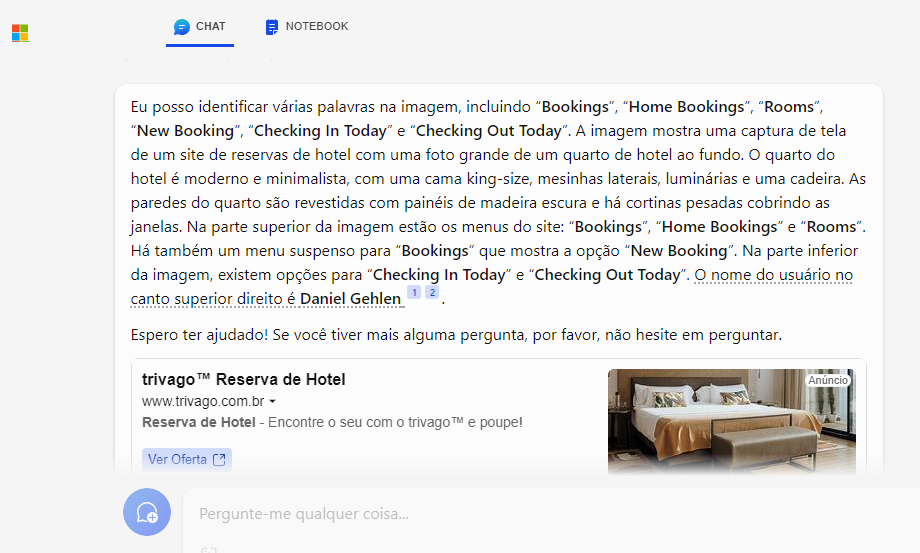 CHAT
NOTEBOOK
Eu posso identificar várias palavras na imagem, incluindo “Bookings”, “Home Bookings”, “Rooms”,
“New Booking”, “Checking In Today” e “Checking Out Today”. A imagem mostra uma captura de tela
de um site de reservas de hotel com uma foto grande de um quarto de hotel ao fundo. O quarto do
hotel é moderno e minimalista, com uma cama king-size, mesinhas laterais, luminárias e uma cadeira. As
paredes do quarto são revestidas com painéis de madeira escura e há cortinas pesadas cobrindo as
janelas. Na parte superior da imagem estão os menus do site: “Bookings”, “Home Bookings” e “Rooms”.
Há também um menu suspenso para “Bookings” que mostra a opção “New Booking”. Na parte inferior
da imagem, existem opções para “Checking In Today” e “Checking Out Today”. O nome do usuário no
canto superior direito é Daniel Gehlen 1 2 .
Espero ter ajudado! Se você tiver mais alguma pergunta, por favor, não hesite em perguntar.
trivago™ Reserva de Hotel
Anúncio
www.trivago.com.br
Reserva de Hotel - Encontre o seu com o trivago™ e poupe!
Ver Oferta
Pergunte-me qualquer coisa...